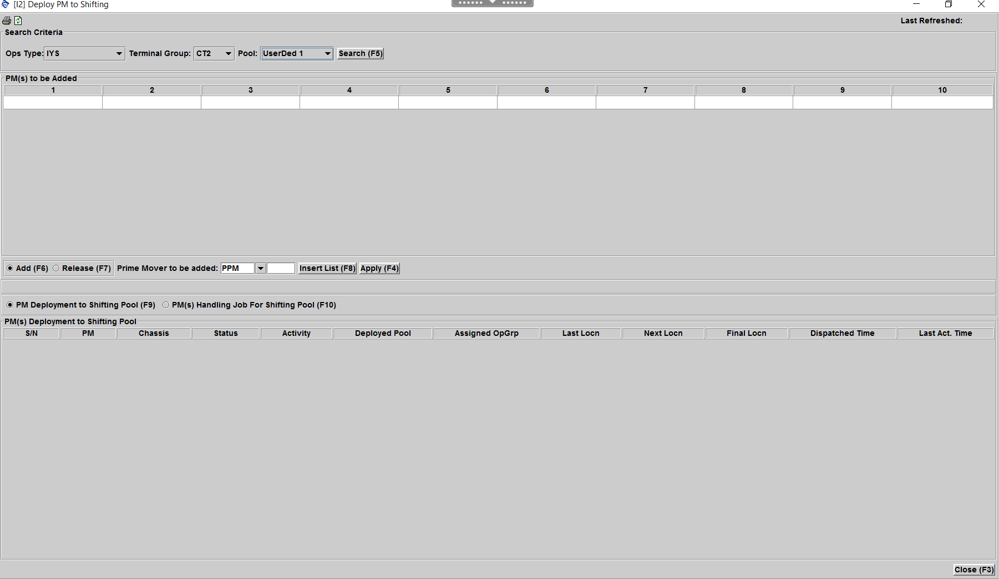 [I2] Deploy PM to Shifting
Last Refreshed:
Search Criteria
Ops Type: IYS Terminal Group: CT2 Pool: UserDed 1 Search (F5)
PM(s) to be Added
1 2 3 4 5 6 7 8 9 10
Add (F6) Release (F7) Prime Mover to be added: PPM Insert List (F8) Apply (F4)
PM Deployment to Shifting Pool (F9) PM(s) Handling Job For Shifting Pool (F10)
PM(s) Deployment to Shifting Pool
S/N PM Chassis Status Activity Deployed Pool Assigned OpGrp Last Locn Next Locn Final Locn Dispatched Time Last Act. Time
Close (F3)